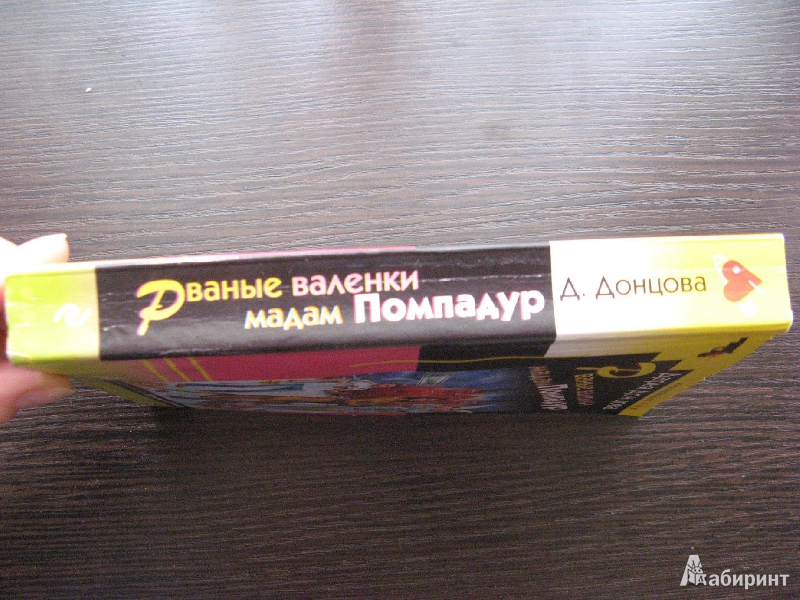 Рваные валенки
мадам Помпадур
Д. Донцова
Лабиринт